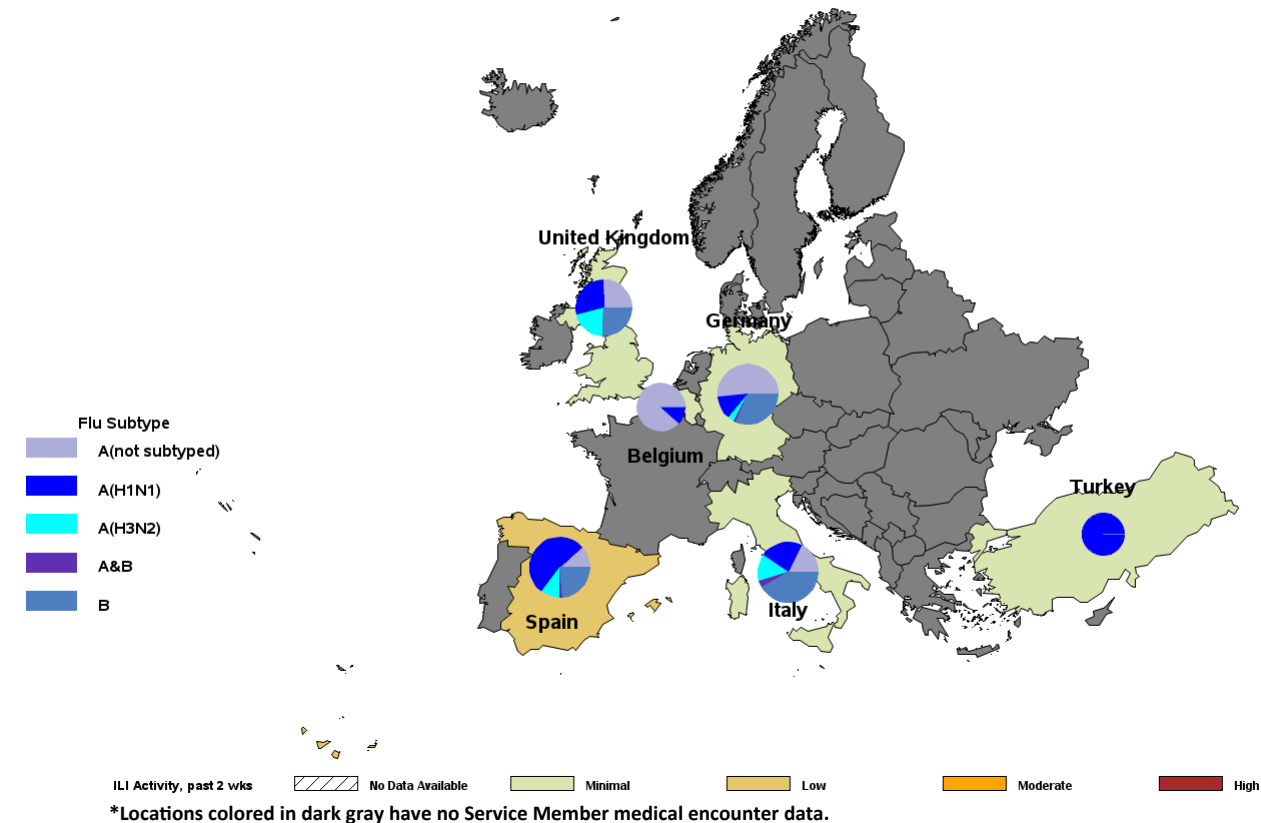 United Kingdom
Germany
Belgium
Flu Subtype
A(not subtyped)
A(H1N1)
A(H3N2)
A&B
B
Turkey
Spain
Italy
ILI Activity, past 2 wks No Data Available Minimal Low Moderate High
*Locations colored in dark gray have no Service Member medical encounter data.